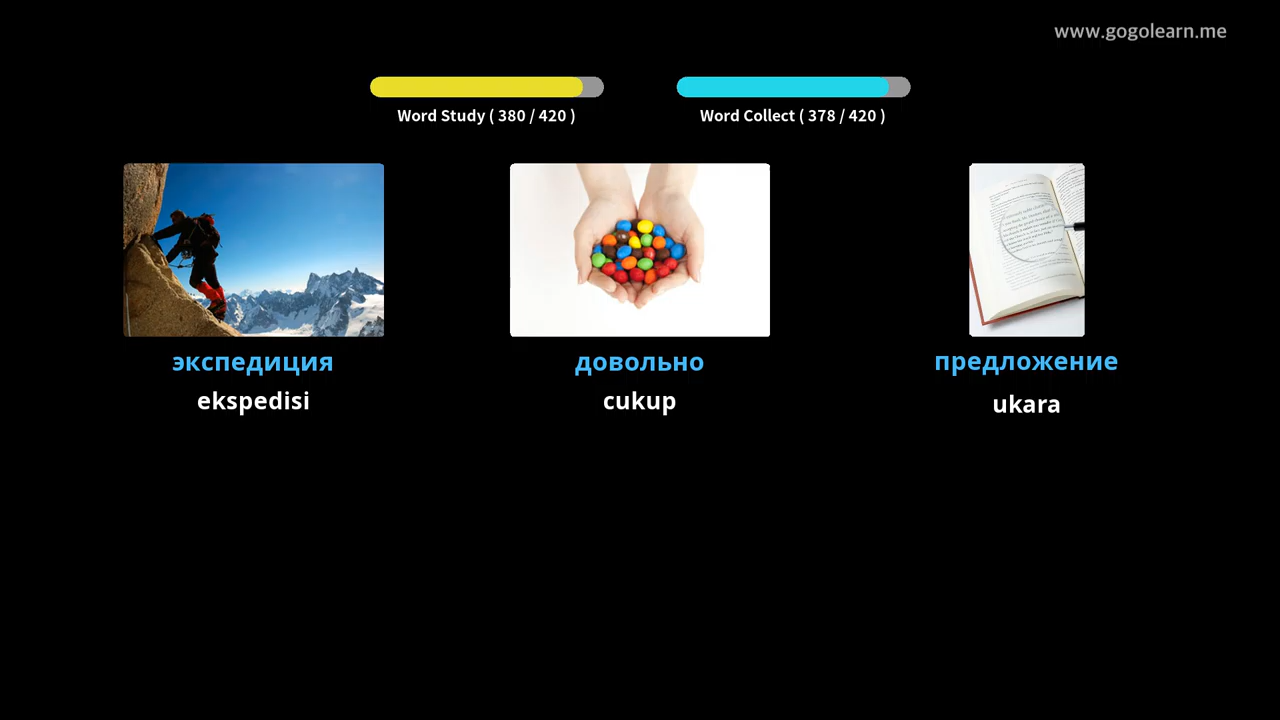 www.gogolearn.me
Word Study ( 380 / 420 )
Word Collect ( 378 / 420 )
экспедиция
довольно
предложение
ekspedisi
cukup
ukara